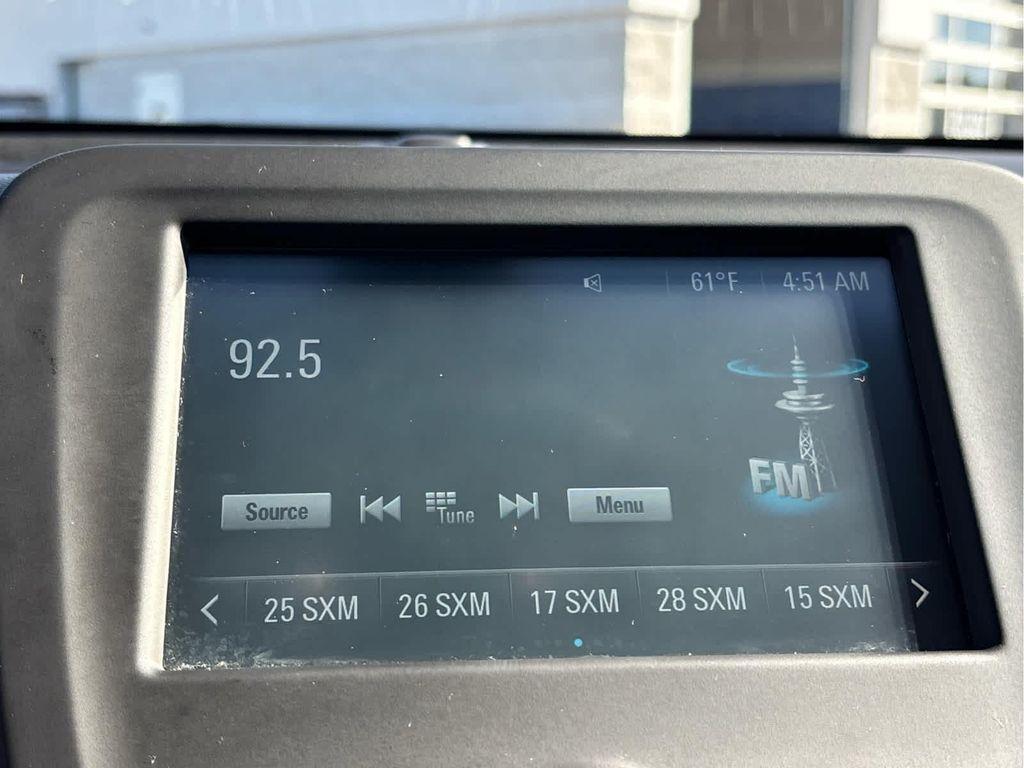 61°F 4:51 AM
92.5
FM
Source Tune Menu
25 SXM 26 SXM 17 SXM 28 SXM 15 SXM